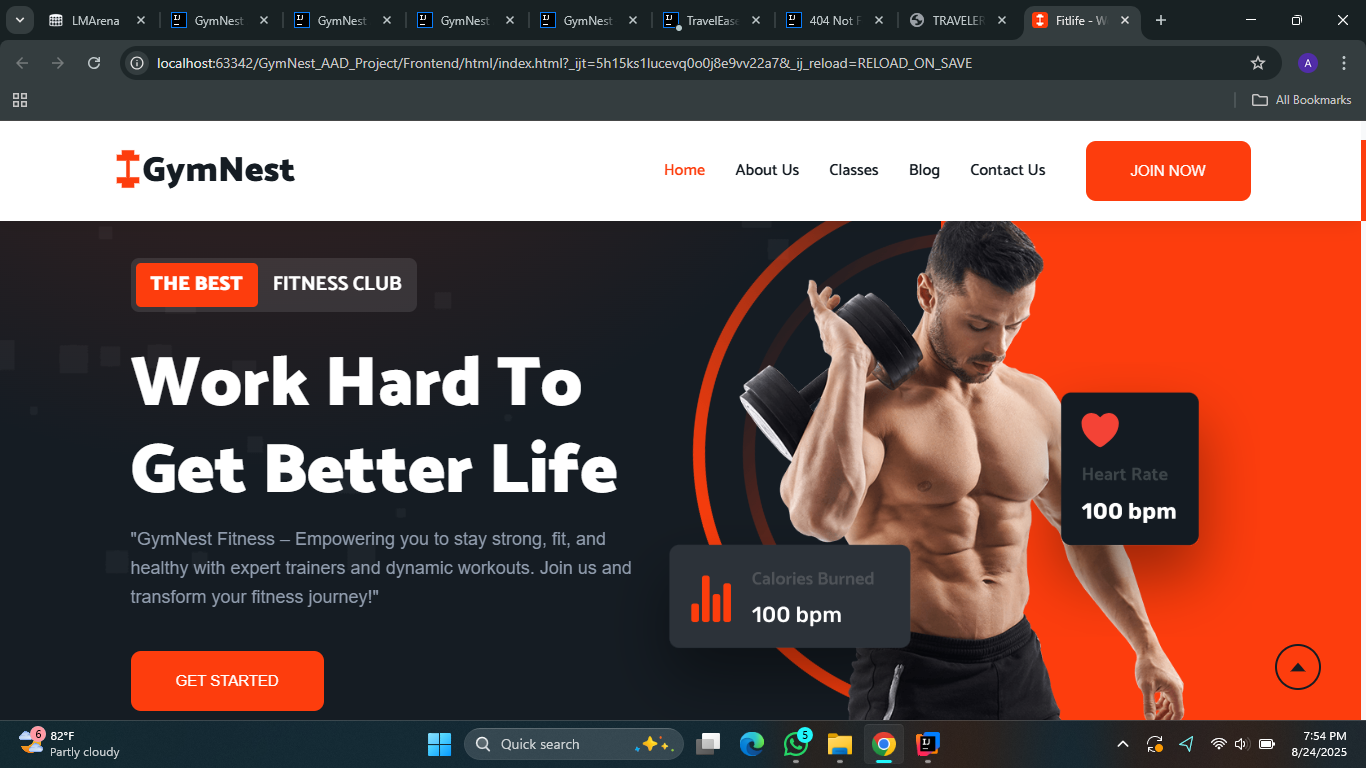 LMArena
GymNest
GymNest
GymNest
GymNest
TravelEase
404 Not F
TRAVELER
Fitlife - W
localhost:63342/GymNest_AAD_Project/Frontend/html/index.html?_ijt=5h15ks1lucevq0o0j8e9vv22a7&_ij_reload=RELOAD_ON_SAVE
A
All Bookmarks
GymNest
Home
About Us
Classes
Blog
Contact Us
JOIN NOW
THE BEST
FITNESS CLUB
Work Hard To
Get Better Life
"GymNest Fitness – Empowering you to stay strong, fit, and
healthy with expert trainers and dynamic workouts. Join us and
transform your fitness journey!"
GET STARTED
Heart Rate
100 bpm
Calories Burned
100 bpm
6
82°F
Partly cloudy
Quick search
5
7:54 PM
8/24/2025